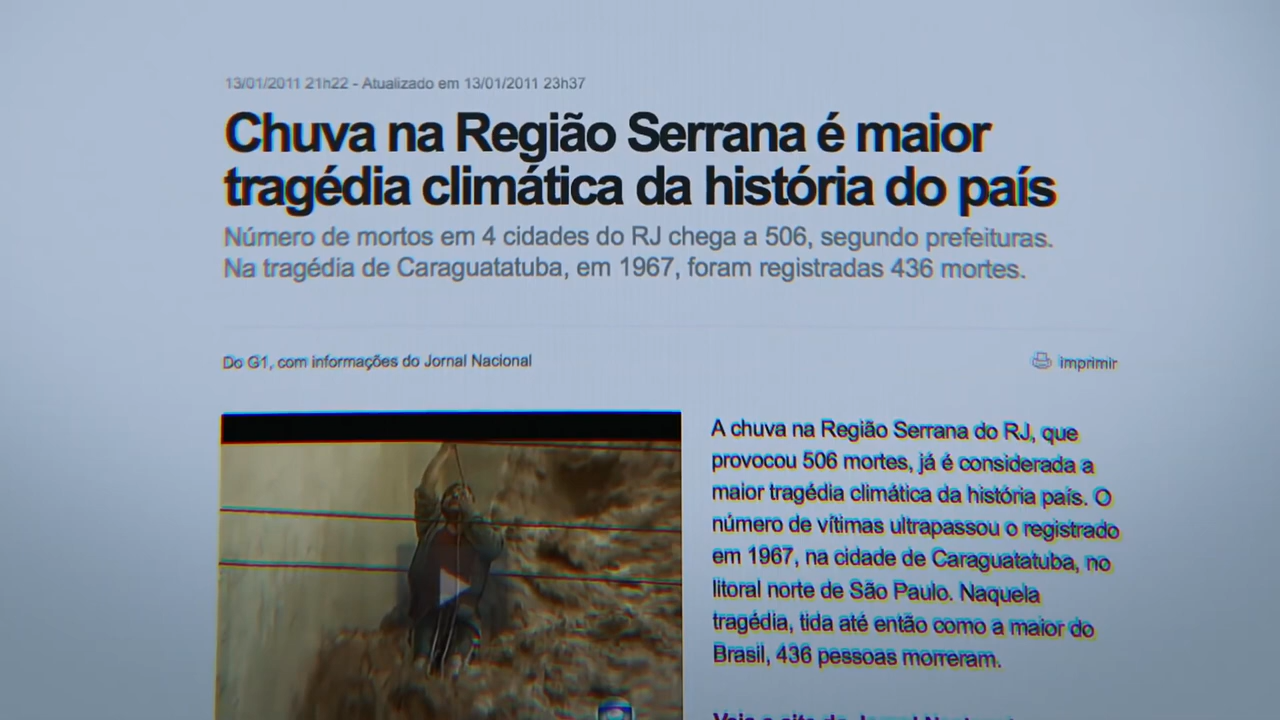 13/01/2011 21h22 - Atualizado em 13/01/2011 23h37
Chuva na Região Serrana é maior
tragédia climática da história do país
Número de mortos em 4 cidades do RJ chega a 506, segundo prefeituras.
Na tragédia de Caraguatatuba, em 1967, foram registradas 436 mortes.
Do G1, com informações do Jornal Nacional
imprimir
A chuva na Região Serrana do RJ, que
provocou 506 mortes, já é considerada a
maior tragédia climática da história país. O
número de vítimas ultrapassou o registrado
em 1967, na cidade de Caraguatatuba, no
litoral norte de São Paulo. Naquela
tragédia, tida até então como a maior do
Brasil, 436 pessoas morreram.